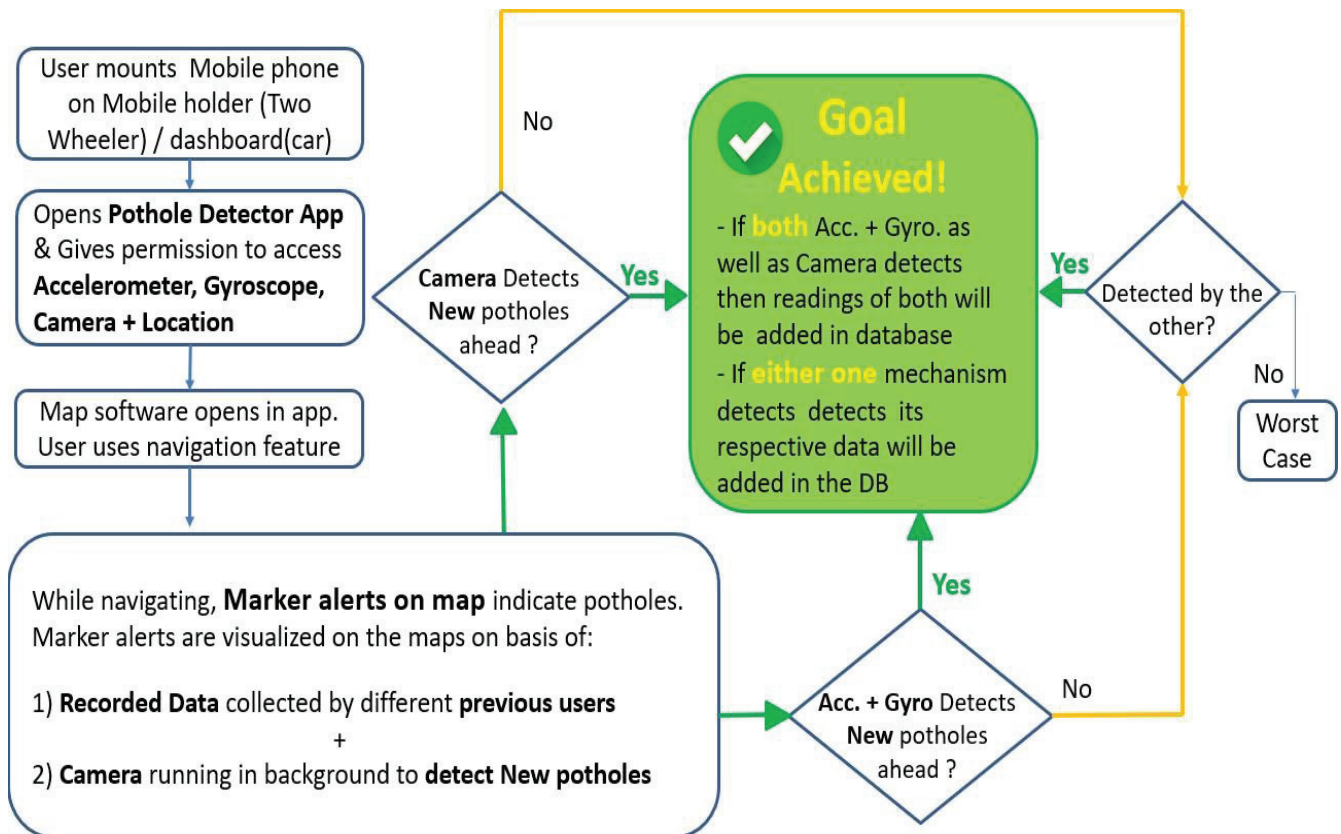 User mounts  Mobile phone
on Mobile holder (Two
Wheeler) / dashboard(car)
Opens Pothole Detector App
& Gives permission to access
Accelerometer, Gyroscope,
Camera + Location
Map software opens in app.
User uses navigation feature
While navigating, Marker alerts on map indicate potholes.
Marker alerts are visualized on the maps on basis of:
1) Recorded Data collected by different previous users
+
2) Camera running in background to detect New potholes
No
Camera Detects
New potholes
ahead ?
Yes
Goal
Achieved!
- If both Acc. + Gyro. as
well as Camera detects
then readings of both will
be  added in database
- If either one mechanism
detects  detects  its
respective data will be
added in the DB
Yes
Detected by the
other?
No
Worst
Case
Yes
Acc. + Gyro Detects
New potholes
ahead ?
No